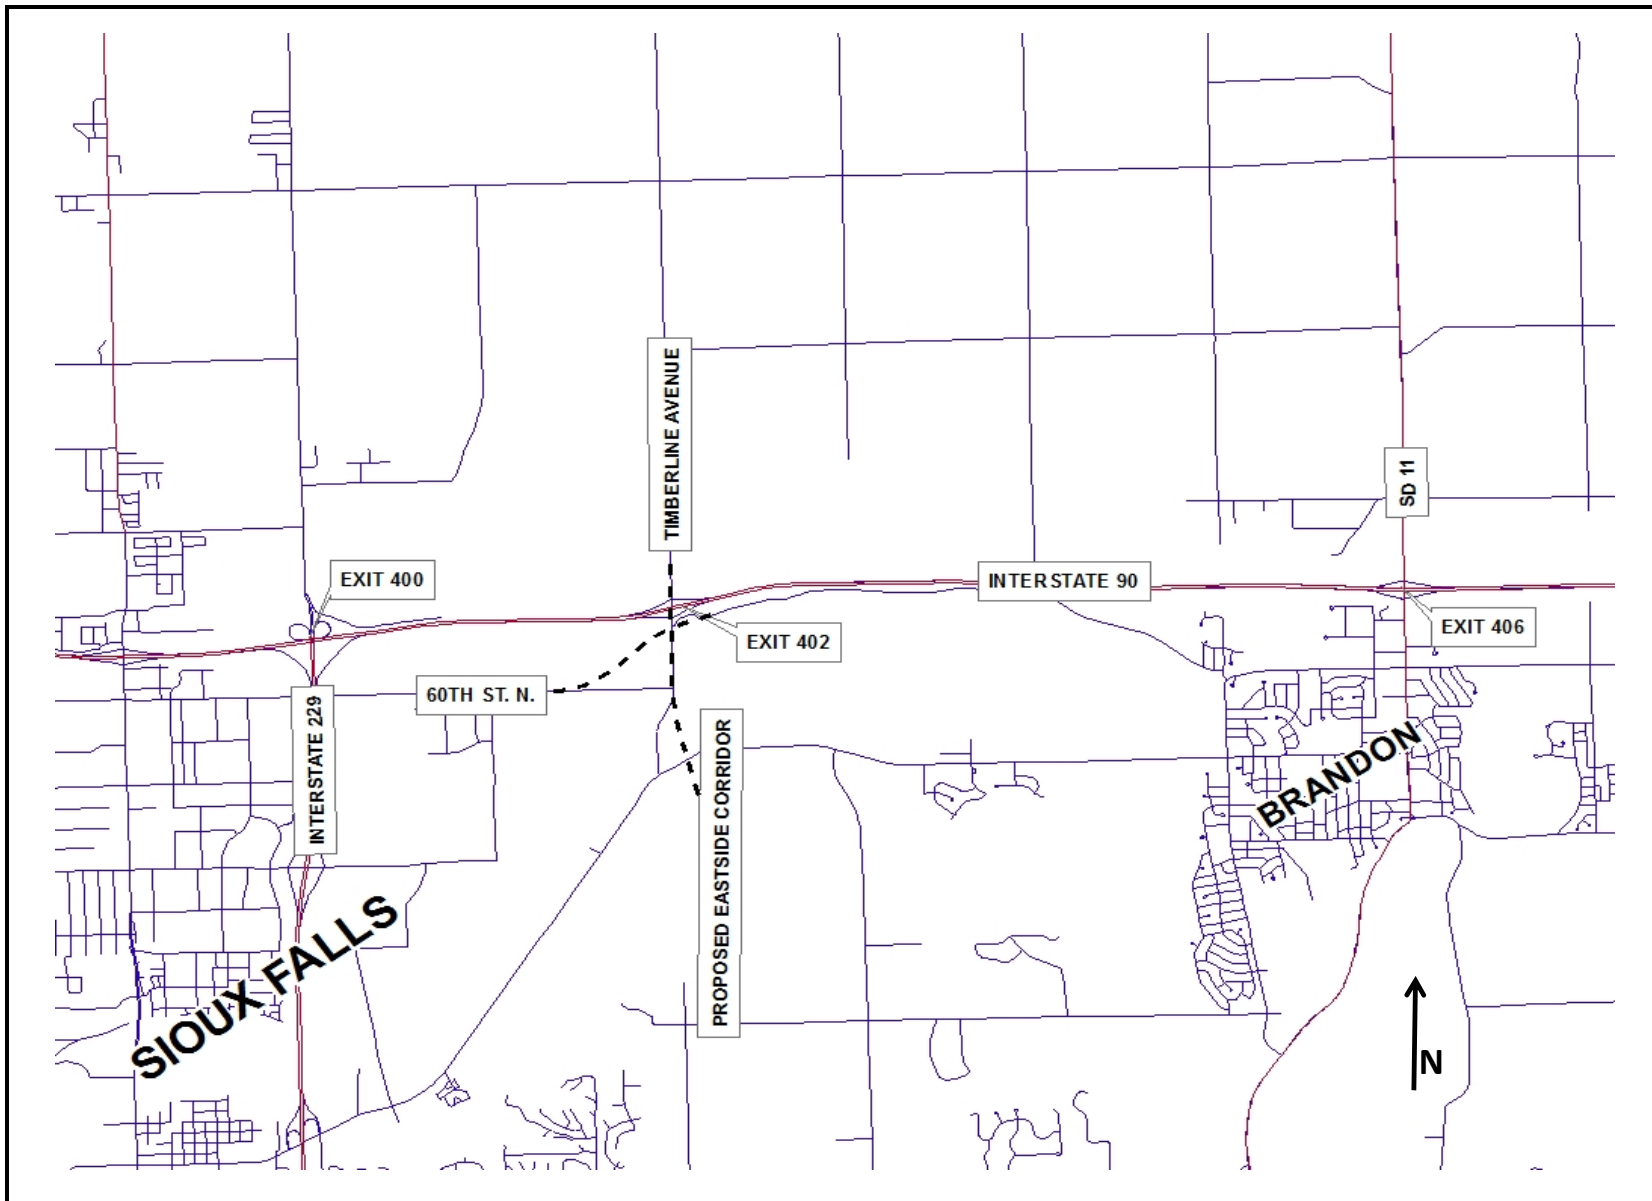 TIMBERLINE AVENUE
SD 11
EXIT 400
INTERSTATE 90
EXIT 402
EXIT 406
60TH ST. N.
INTERSTATE 229
PROPOSED EASTSIDE CORRIDOR
BRANDON
SIOUX FALLS
N